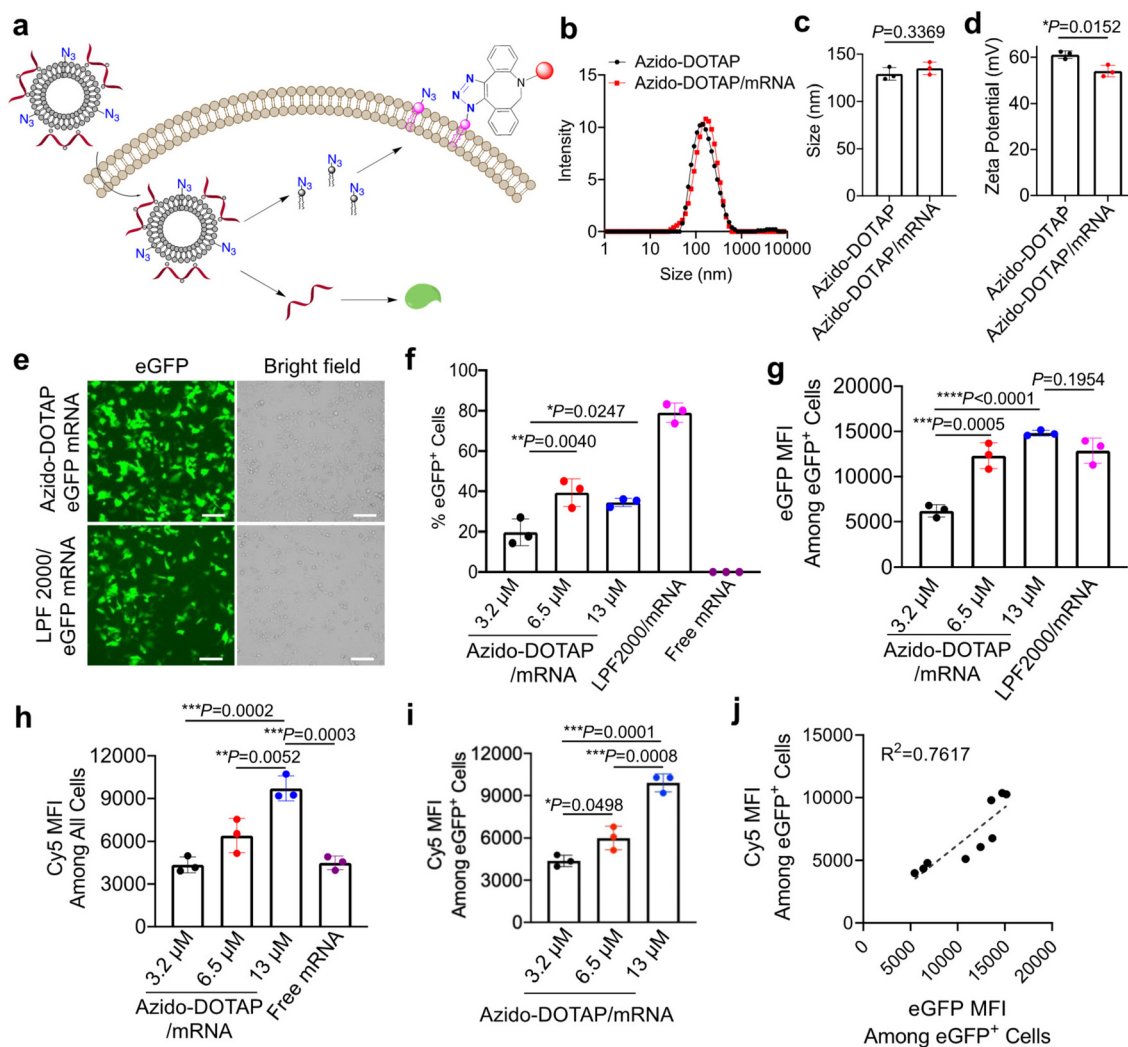 a
N3
N3
N3
N3
N3
N3
N3
N3
N3
N3
N
N
N
N
b
Azido-DOTAP
Azido-DOTAP/mRNA
Intensity
15
10
5
0
1
10
100
1000
10000
Size (nm)
c
P=0.3369
Size (nm)
150
100
50
0
Azido-DOTAP
Azido-DOTAP/mRNA
d
*P=0.0152
Zeta Potential (mV)
60
40
20
0
Azido-DOTAP
Azido-DOTAP/mRNA
e
eGFP
Bright field
Azido-DOTAP
eGFP mRNA
LPF 2000/
eGFP mRNA
f
% eGFP+ Cells
100
80
60
40
20
0
*P=0.0247
**P=0.0040
3.2 µM
6.5 µM
13 µM
LPF2000/mRNA
Free mRNA
Azido-DOTAP
/mRNA
g
eGFP MFI
Among eGFP+ Cells
20000
15000
10000
5000
0
P=0.1954
****P<0.0001
***P=0.0005
3.2 µM
6.5 µM
13 µM
LPF2000/mRNA
Azido-DOTAP
/mRNA
h
Cy5 MFI
Among All Cells
12000
9000
6000
3000
0
***P=0.0002
***P=0.0003
**P=0.0052
3.2 µM
6.5 µM
13 µM
Free mRNA
Azido-DOTAP
/mRNA
i
Cy5 MFI
Among eGFP+ Cells
12000
9000
6000
3000
0
***P=0.0001
***P=0.0008
*P=0.0498
3.2 µM
6.5 µM
13 µM
Azido-DOTAP/mRNA
j
Cy5 MFI
Among eGFP+ Cells
15000
10000
5000
0
R2=0.7617
0
5000
10000
15000
20000
eGFP MFI
Among eGFP+ Cells